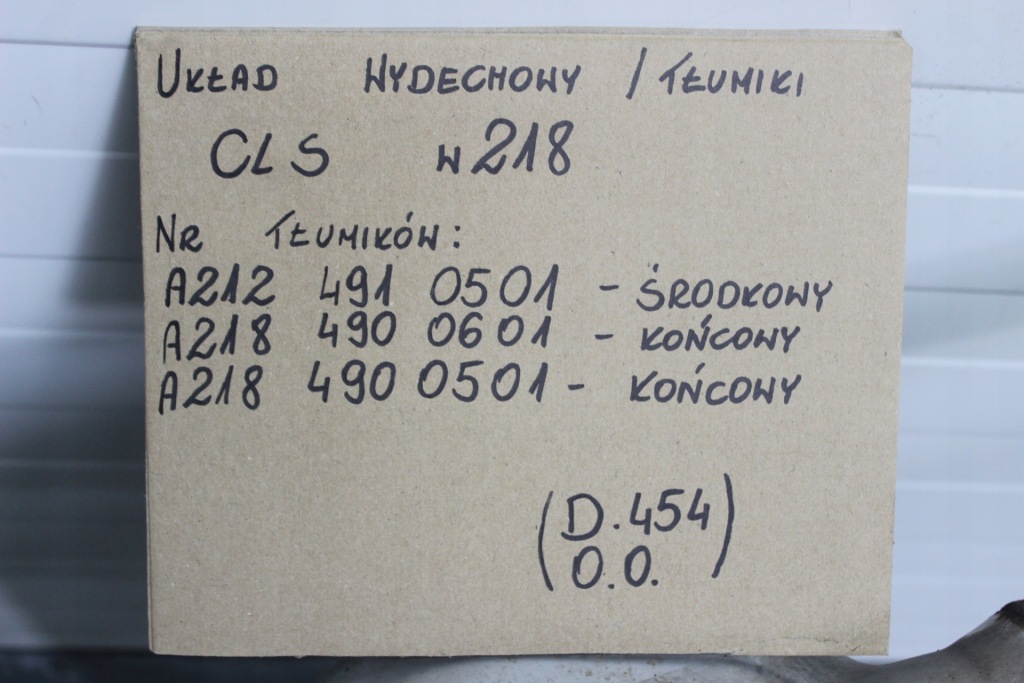 UKŁAD WYDECHOWY / TŁUMIKI
CLS W218
NR TŁUMIKÓW:
A212 491 0501 - ŚRODKOWY
A218 490 0601 - KOŃCOWY
A218 490 0501 - KOŃCOWY
(D.454
O.O.)